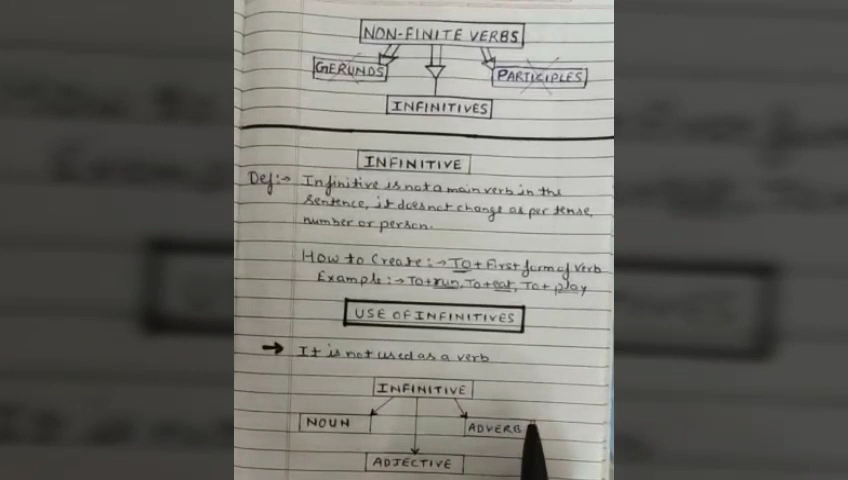 NON-FINITE VERBS
GERUNDS
PARTICIPLES
INFINITIVES
INFINITIVE
Def:→ Infinitive is not a main verb in the
sentence, it does not change as per tense,
number or person.
How to Create:→ To + First form of verb
Example:→ To + run, To + eat, To + play
USE OF INFINITIVES
→ It is not used as a verb
INFINITIVE
NOUN
ADVERB
ADJECTIVE